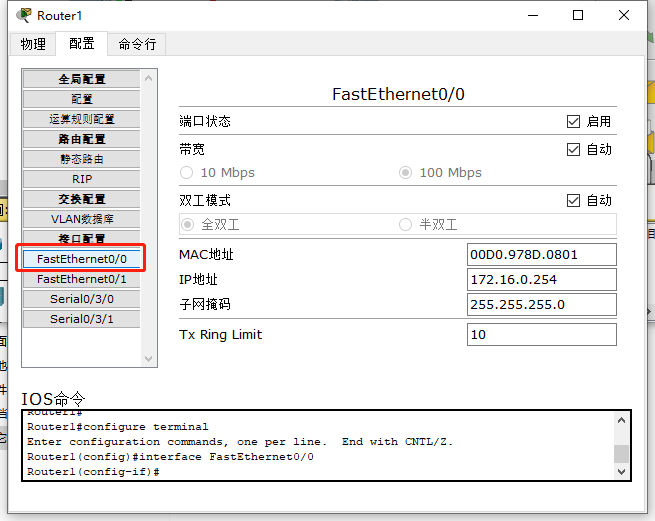 Router1
物理 配置 命令行
全局配置
配置
运算规则配置
路由配置
静态路由
RIP
交换配置
VLAN数据库
接口配置
FastEthernet0/0
FastEthernet0/1
Serial0/3/0
Serial0/3/1
FastEthernet0/0
端口状态 启用
带宽 自动
10 Mbps 100 Mbps
双工模式 自动
全双工 半双工
MAC地址 00D0.978D.0801
IP地址 172.16.0.254
子网掩码 255.255.255.0
Tx Ring Limit 10
IOS命令
Router1#
Router1#configure terminal
Enter configuration commands, one per line.  End with CNTL/Z.
Router1(config)#interface FastEthernet0/0
Router1(config-if)#
面
地
件
当
它